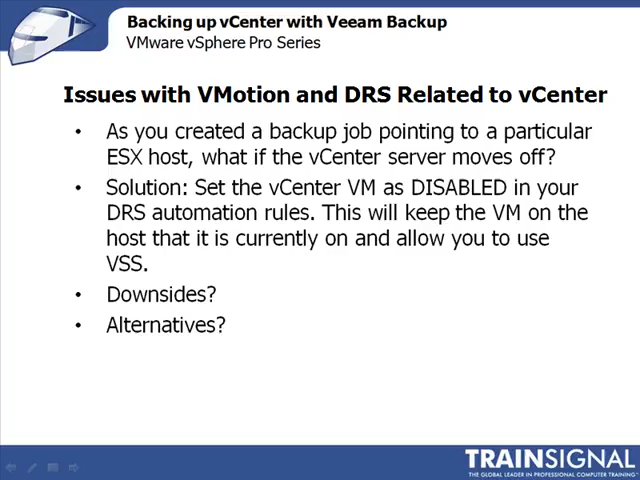 Backing up vCenter with Veeam Backup
VMware vSphere Pro Series
Issues with VMotion and DRS Related to vCenter
• As you created a backup job pointing to a particular
ESX host, what if the vCenter server moves off?
• Solution: Set the vCenter VM as DISABLED in your
DRS automation rules. This will keep the VM on the
host that it is currently on and allow you to use
VSS.
• Downsides?
• Alternatives?
TRAINSIGNAL
THE GLOBAL LEADER IN PROFESSIONAL COMPUTER TRAINING